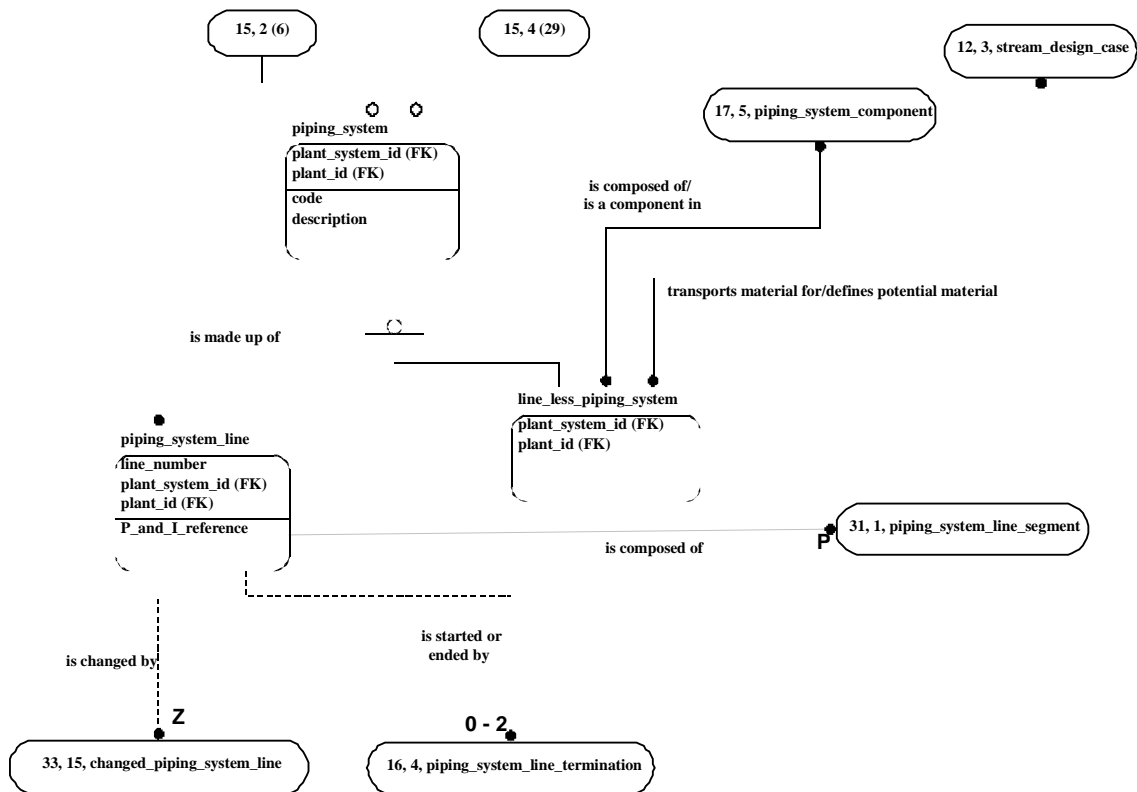 15, 2 (6)
15, 4 (29)
12, 3, stream_design_case
17, 5, piping_system_component
piping_system
plant_system_id (FK)
plant_id (FK)
code
description
is composed of/
is a component in
transports material for/defines potential material
is made up of
line_less_piping_system
plant_system_id (FK)
plant_id (FK)
piping_system_line
line_number
plant_system_id (FK)
plant_id (FK)
P_and_I_reference
31, 1, piping_system_line_segment
P
is composed of
is started or
ended by
is changed by
Z
0 - 2
33, 15, changed_piping_system_line
16, 4, piping_system_line_termination